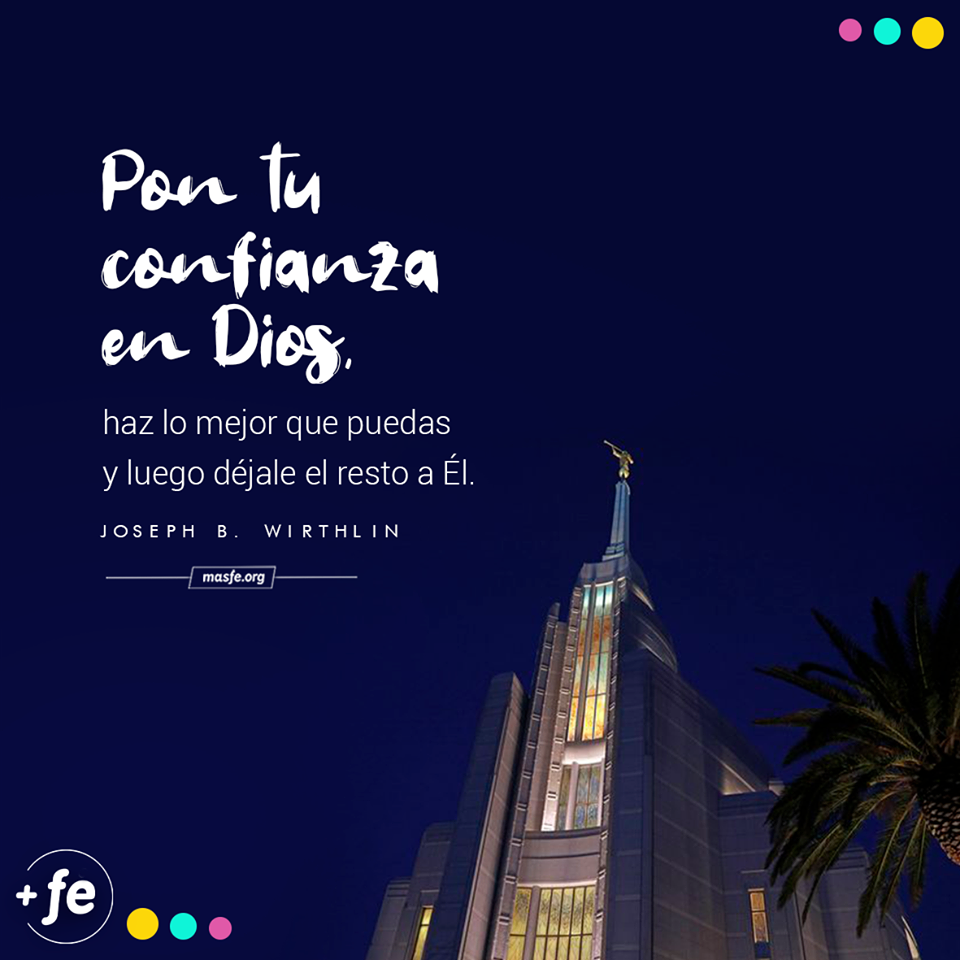 Pon tu
confianza
en Dios,
haz lo mejor que puedas
y luego déjale el resto a Él.
JOSEPH B. WIRTHLIN
masfe.org
+ fe